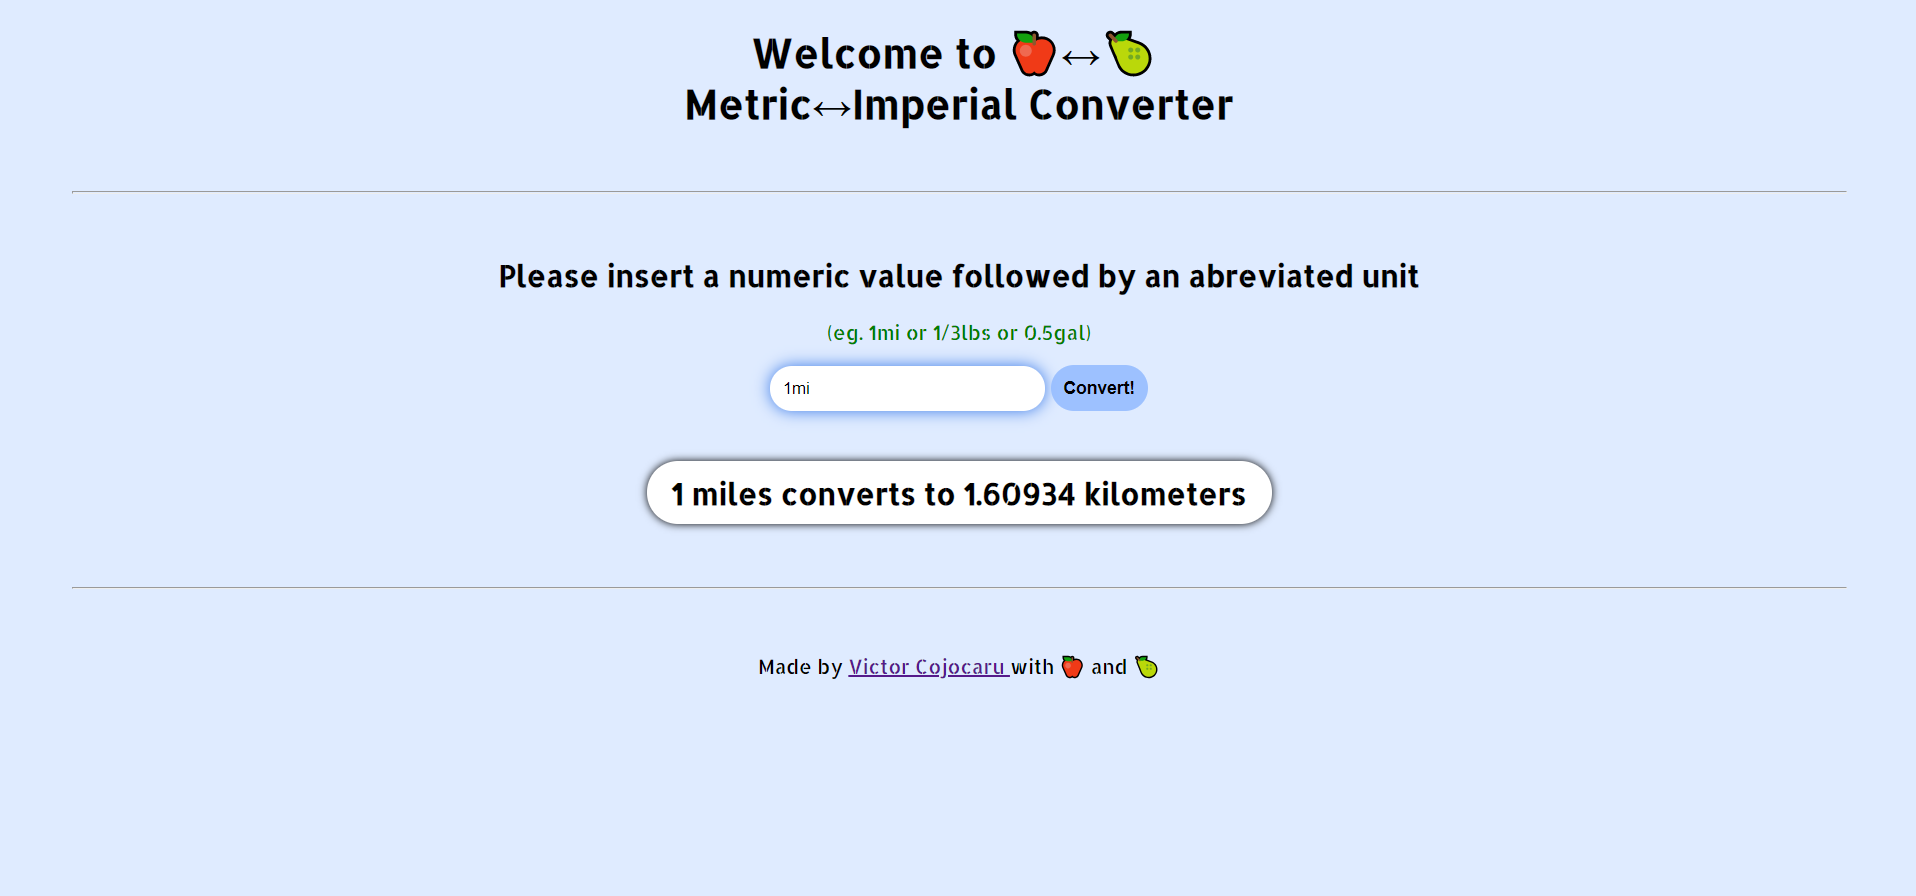 Welcome to 🍎↔🍐
Metric↔Imperial Converter
Please insert a numeric value followed by an abreviated unit
(eg. 1mi or 1/3lbs or 0.5gal)
1mi Convert!
1 miles converts to 1.60934 kilometers
Made by Victor Cojocaru with 🍎 and 🍐